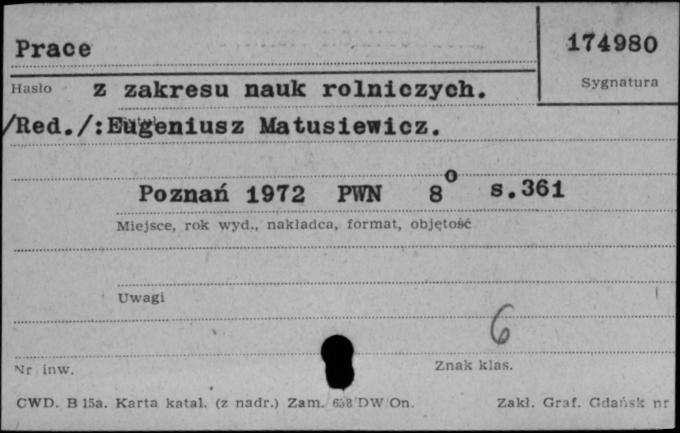 Prace
174980
Hasło
Sygnatura
z zakresu nauk rolniczych.
/Red./:Eugeniusz Matusiewicz.
Poznań 1972 PWN 8o s.361
Miejsce, rok wyd., nakładca, format, objętość
Uwagi
6
Nr inw.
Znak klas.
CWD. B 15a. Karta katal. (z nadr.) Zam. 638/DW/On.
Zakł. Graf. Gdańsk nr